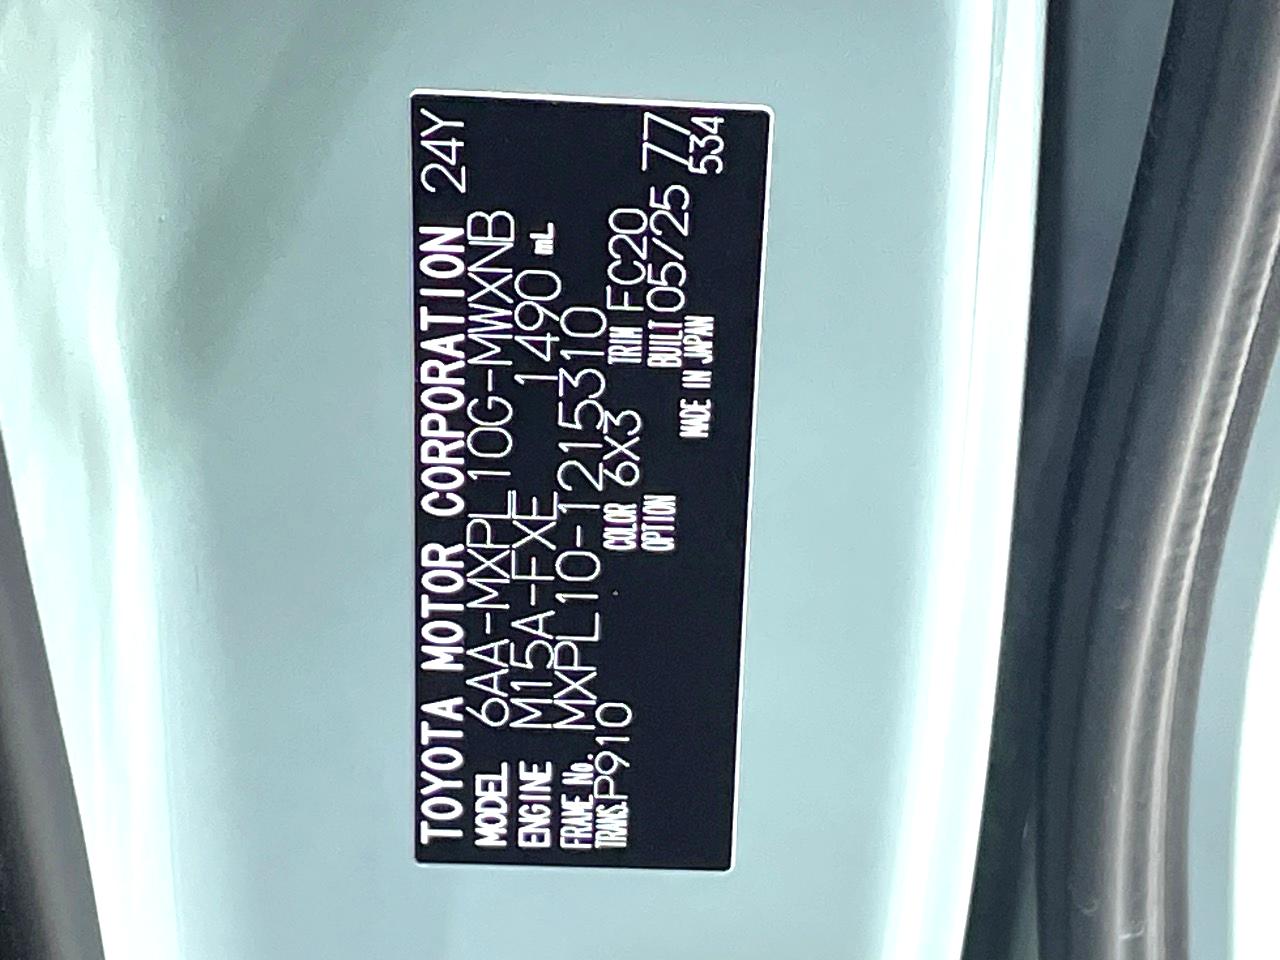 TOYOTA MOTOR CORPORATION 24Y
MODEL 6AA-MXPL10G-MWXNB
ENGINE M15A-FXE 1490 mL
FRAME No. MXPL10-1215310
TRANS. P910 COLOR 6X3 TRIM FC20
OPTION BUILT 05/25 77
MADE IN JAPAN 534